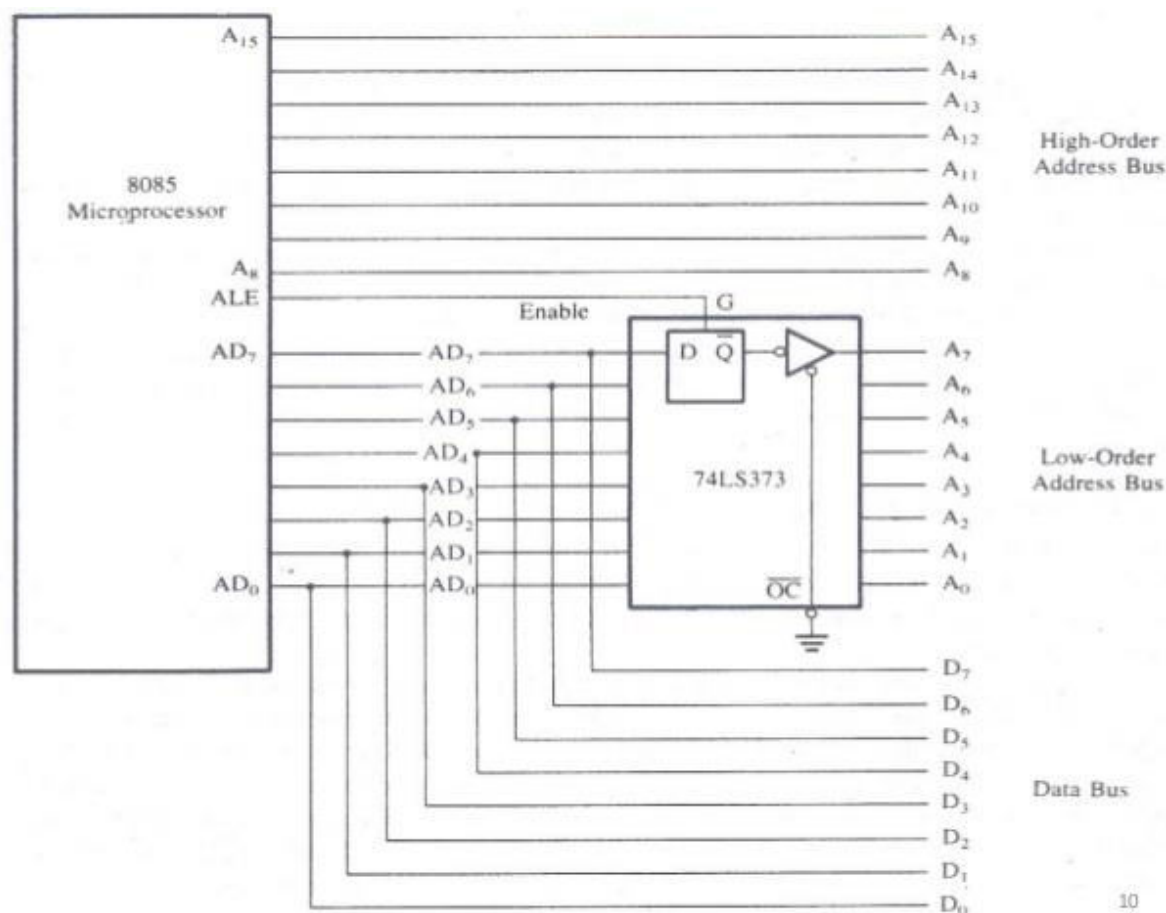 A₁₅ A₁₅
A₁₄
A₁₃
A₁₂
High-Order
Address Bus
A₁₁
8085
Microprocessor
A₁₀
A₉
A₈ A₈
ALE
Enable
G
AD₇ AD₇ D Q̅ A₇
AD₆ A₆
AD₅ A₅
AD₄ A₄
Low-Order
Address Bus
74LS373
AD₃ A₃
AD₂ A₂
AD₁ A₁
AD₀ AD₀ O̅C̅ A₀
D₇
D₆
D₅
D₄
Data Bus
D₃
D₂
D₁
D₀
10